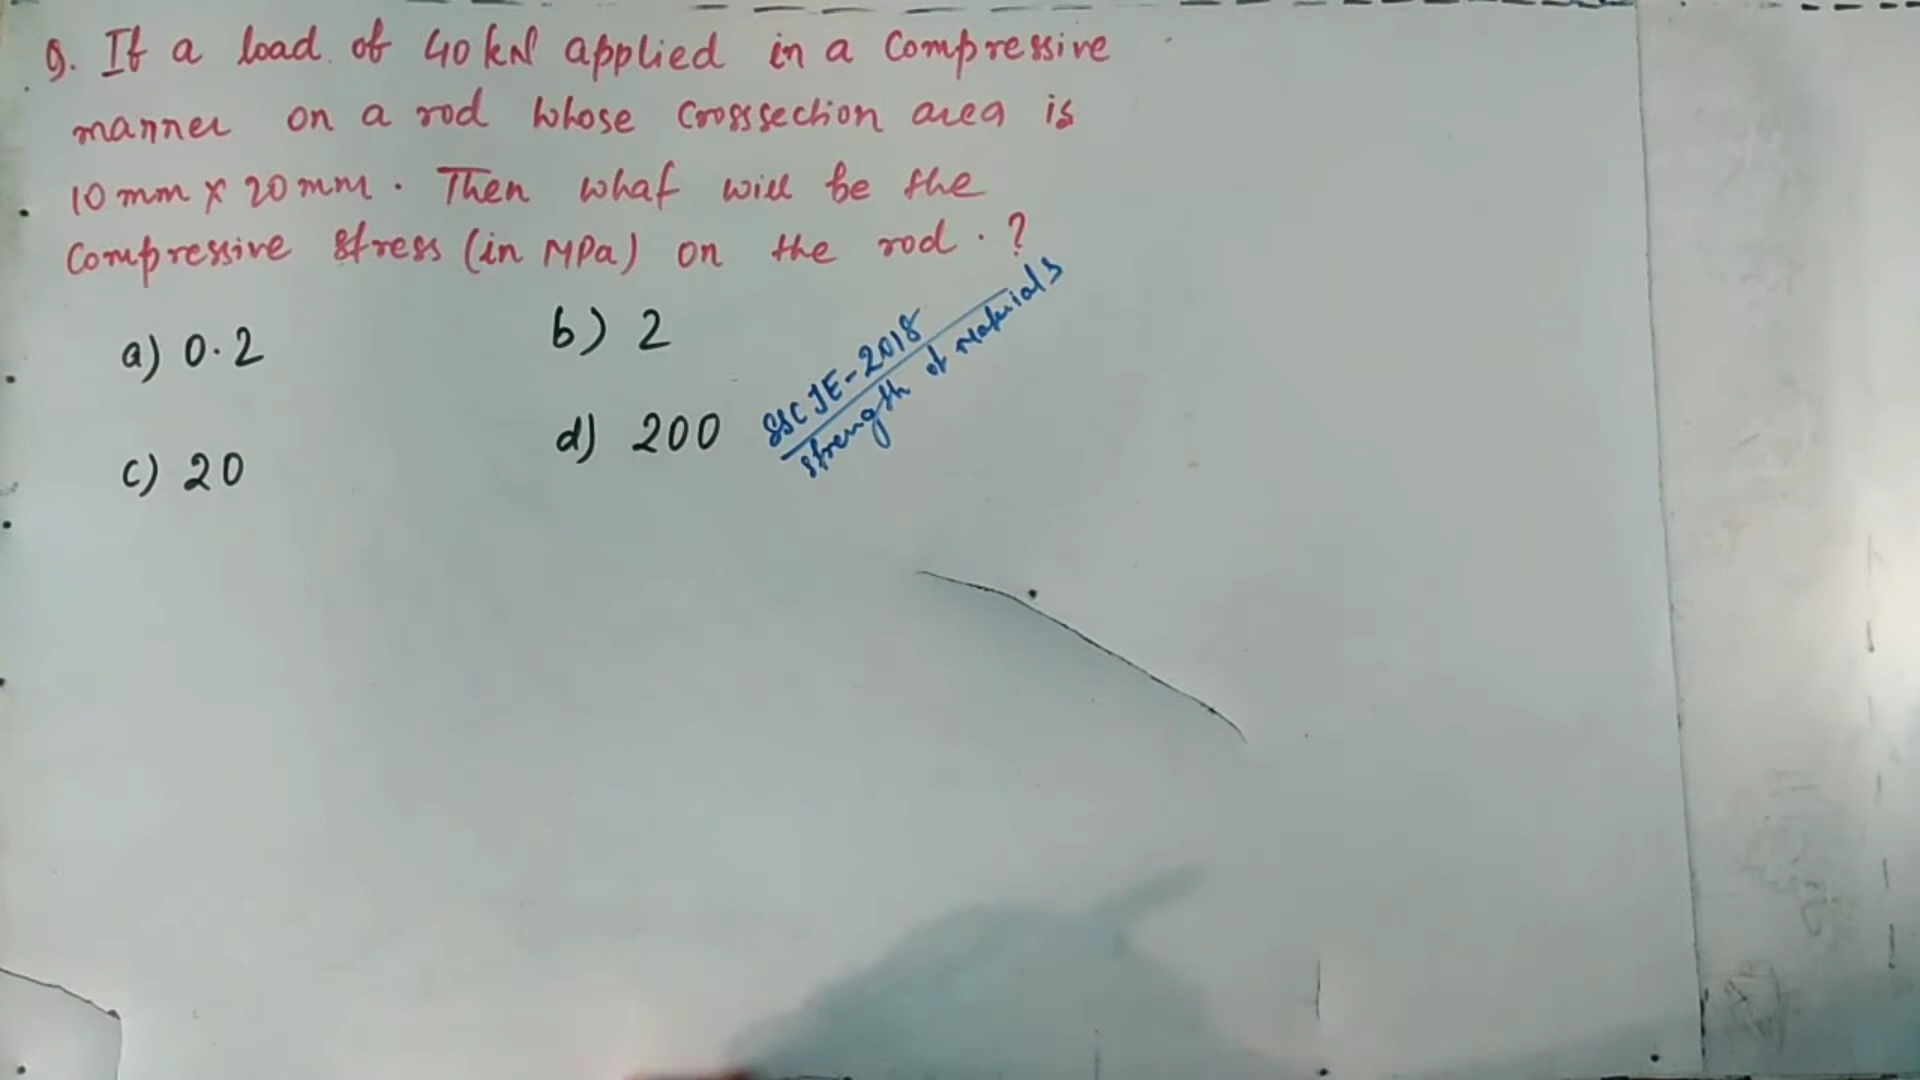 Q. If a load of 40 kN applied in a compressive
manner on a rod whose crosssection area is
10 mm x 20 mm. Then what will be the
compressive stress (in MPa) on the rod.?
a) 0.2
b) 2
c) 20
d) 200
SSC JE-2018
strength of materials